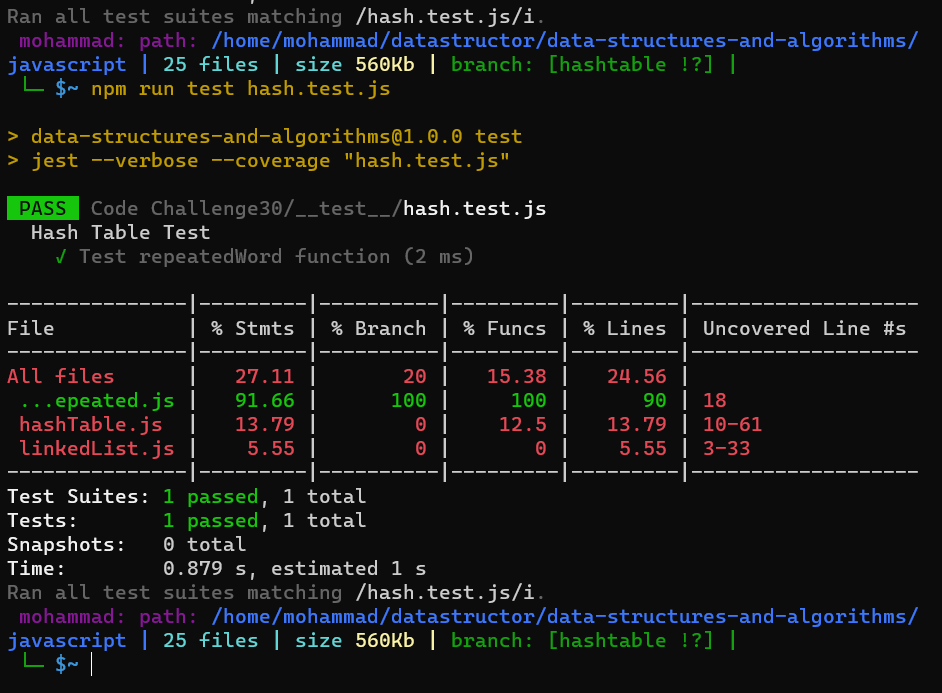 Ran all test suites matching /hash.test.js/i.
mohammad: path: /home/mohammad/datastructor/data-structures-and-algorithms/
javascript | 25 files | size 560Kb | branch: [hashtable !?] |
└─ $~ npm run test hash.test.js
> data-structures-and-algorithms@1.0.0 test
> jest --verbose --coverage "hash.test.js"
PASS Code Challenge30/__test__/hash.test.js
Hash Table Test
√ Test repeatedWord function (2 ms)
---------------|---------|----------|---------|---------|-------------------
File | % Stmts | % Branch | % Funcs | % Lines | Uncovered Line #s
---------------|---------|----------|---------|---------|-------------------
All files | 27.11 | 20 | 15.38 | 24.56 |
...epeated.js | 91.66 | 100 | 100 | 90 | 18
hashTable.js | 13.79 | 0 | 12.5 | 13.79 | 10-61
linkedList.js | 5.55 | 0 | 0 | 5.55 | 3-33
---------------|---------|----------|---------|---------|-------------------
Test Suites: 1 passed, 1 total
Tests: 1 passed, 1 total
Snapshots: 0 total
Time: 0.879 s, estimated 1 s
Ran all test suites matching /hash.test.js/i.
mohammad: path: /home/mohammad/datastructor/data-structures-and-algorithms/
javascript | 25 files | size 560Kb | branch: [hashtable !?] |
└─ $~